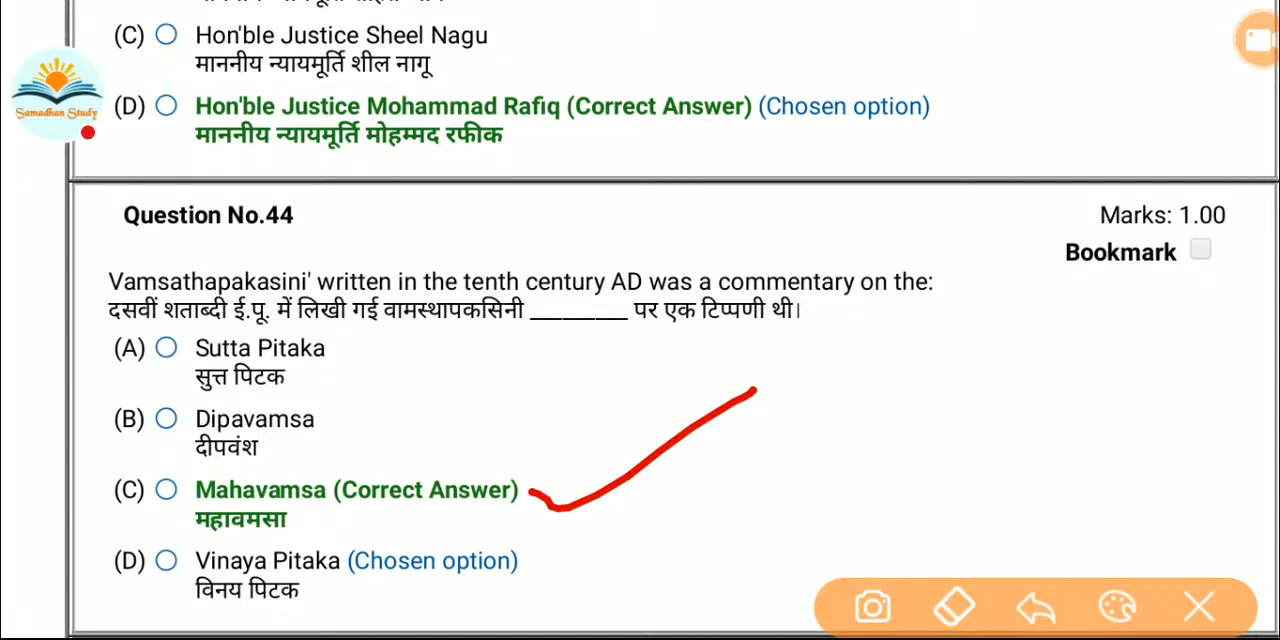 (C) Hon'ble Justice Sheel Nagu
माननीय न्यायमूर्ति शील नागू
(D) Hon'ble Justice Mohammad Rafiq (Correct Answer) (Chosen option)
माननीय न्यायमूर्ति मोहम्मद रफीक
Samadhan Study
Question No.44 Marks: 1.00
Bookmark
Vamsathapakasini' written in the tenth century AD was a commentary on the:
दसवीं शताब्दी ई.पू. में लिखी गई वामस्थापकसिनी _________ पर एक टिप्पणी थी।
(A) Sutta Pitaka
सुत्त पिटक
(B) Dipavamsa
दीपवंश
(C) Mahavamsa (Correct Answer)
महावमसा
(D) Vinaya Pitaka (Chosen option)
विनय पिटक